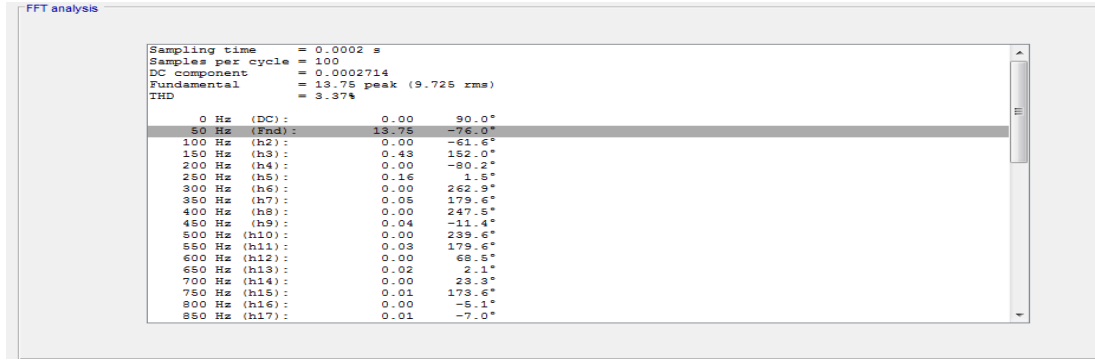 FFT analysis
Sampling time = 0.0002 s
Samples per cycle = 100
DC component = 0.0002714
Fundamental = 13.75 peak (9.725 rms)
THD = 3.37%
0 Hz (DC): 0.00 90.0°
50 Hz (Fnd): 13.75 -76.0°
100 Hz (h2): 0.00 -61.6°
150 Hz (h3): 0.43 152.0°
200 Hz (h4): 0.00 -80.2°
250 Hz (h5): 0.16 1.5°
300 Hz (h6): 0.00 262.9°
350 Hz (h7): 0.05 179.6°
400 Hz (h8): 0.00 247.5°
450 Hz (h9): 0.04 -11.4°
500 Hz (h10): 0.00 239.6°
550 Hz (h11): 0.03 179.6°
600 Hz (h12): 0.00 68.5°
650 Hz (h13): 0.02 2.1°
700 Hz (h14): 0.00 23.3°
750 Hz (h15): 0.01 173.6°
800 Hz (h16): 0.00 -5.1°
850 Hz (h17): 0.01 -7.0°